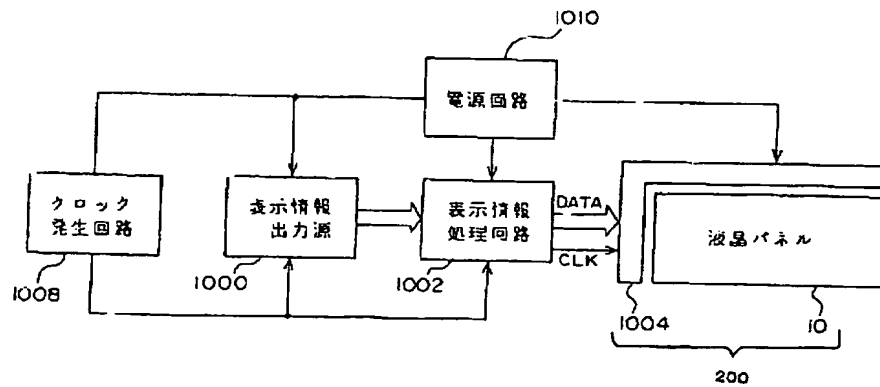 1010
電源回路
クロック
発生回路
表示情報
出力源
表示情報
処理回路
DATA
CLK
液晶パネル
1008
1000
1002
1004
10
200